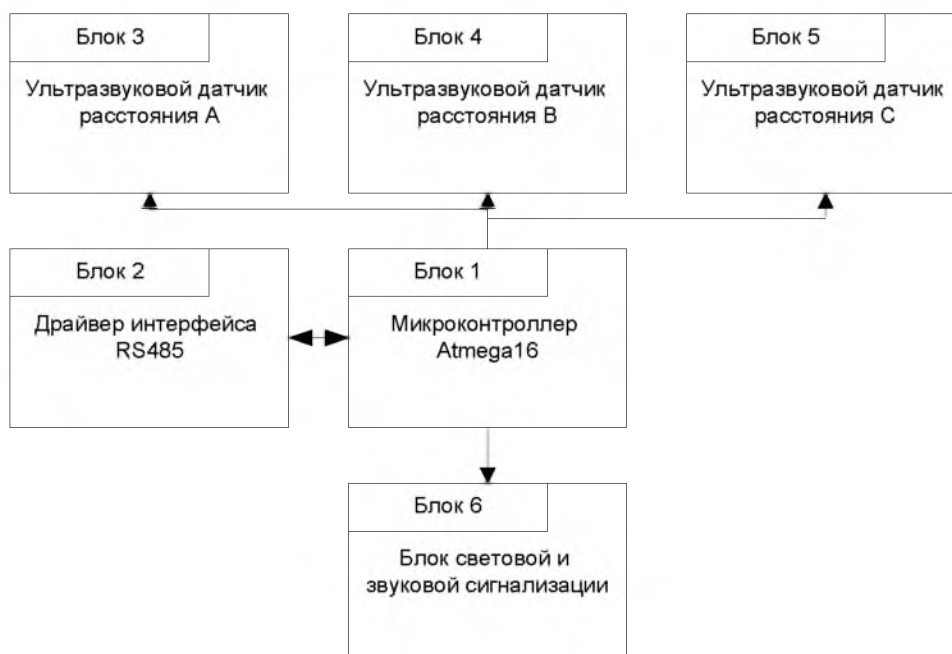 Блок 3
Ультразвуковой датчик
расстояния А
Блок 4
Ультразвуковой датчик
расстояния В
Блок 5
Ультразвуковой датчик
расстояния С
Блок 2
Драйвер интерфейса
RS485
Блок 1
Микроконтроллер
Atmega16
Блок 6
Блок световой и
звуковой сигнализации